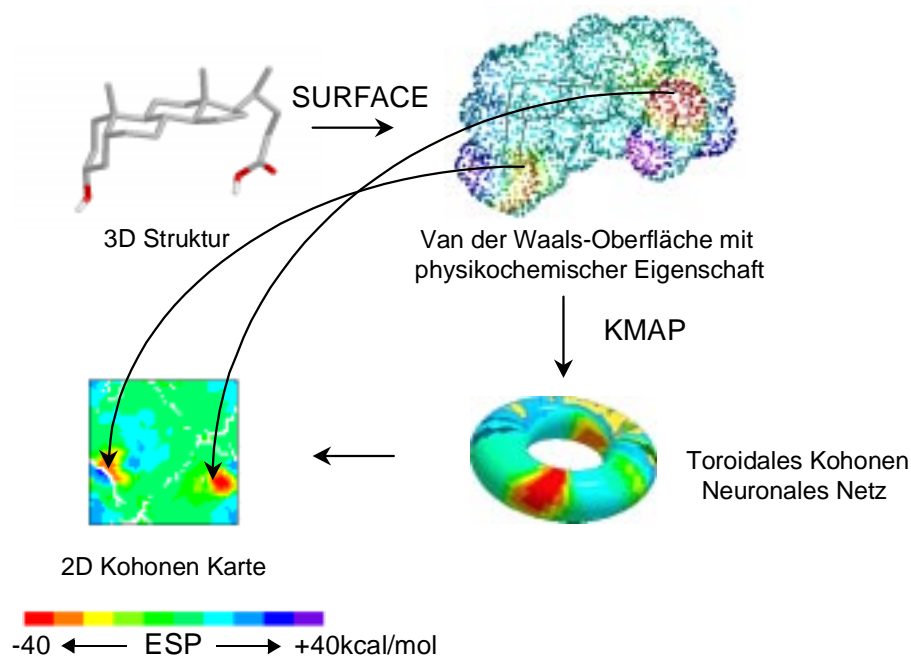 SURFACE
3D Struktur
Van der Waals-Oberfläche mit
physikochemischer Eigenschaft
KMAP
Toroidales Kohonen
Neuronales Netz
2D Kohonen Karte
-40 ESP +40kcal/mol